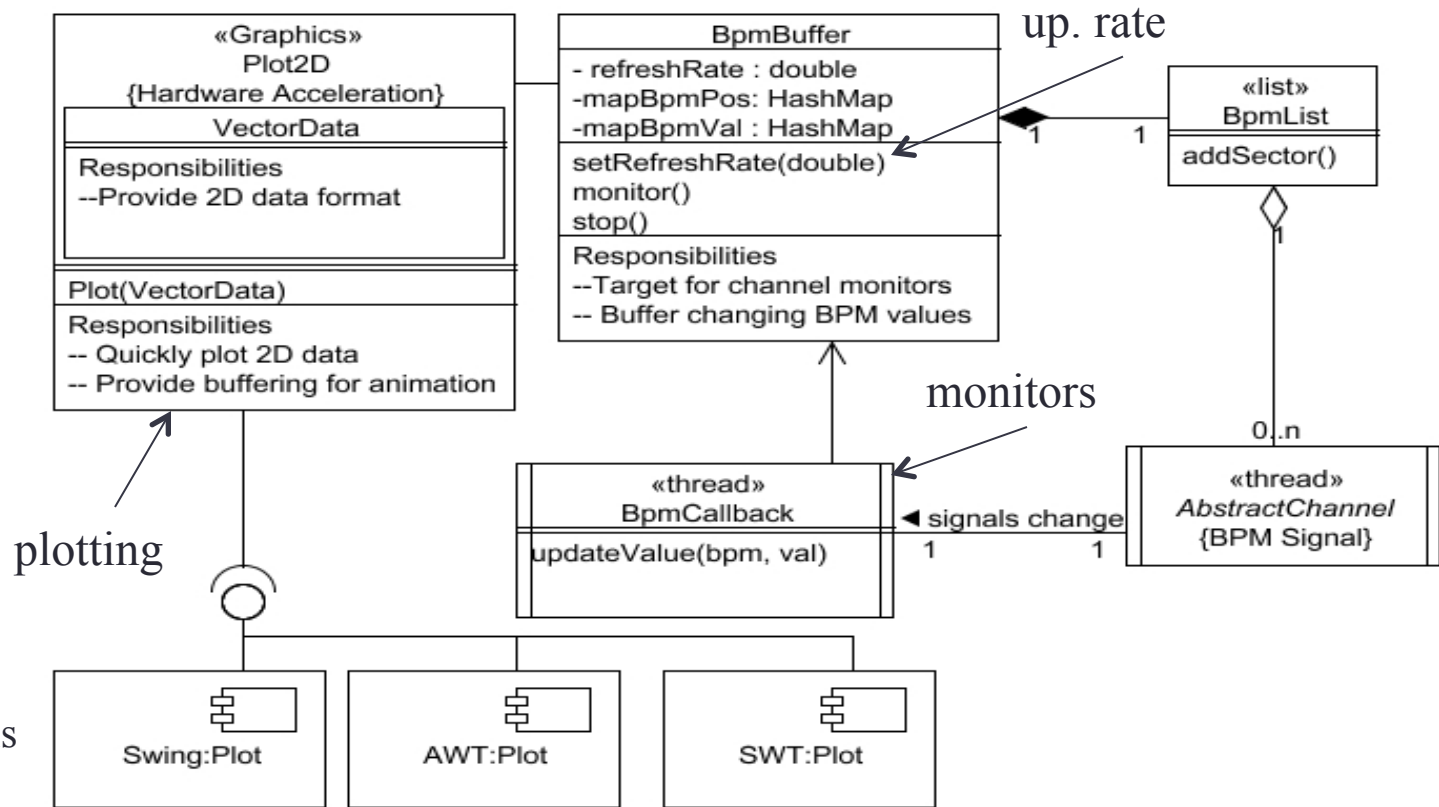 «Graphics»
Plot2D
{Hardware Acceleration}
VectorData
Responsibilities
--Provide 2D data format
Plot(VectorData)
Responsibilities
-- Quickly plot 2D data
-- Provide buffering for animation
BpmBuffer
- refreshRate : double
-mapBpmPos: HashMap
-mapBpmVal : HashMap
setRefreshRate(double)
monitor()
stop()
Responsibilities
--Target for channel monitors
-- Buffer changing BPM values
up. rate
1
1
«list»
BpmList
addSector()
1
0..n
monitors
«thread»
BpmCallback
updateValue(bpm, val)
◄ signals change
1
1
«thread»
AbstractChannel
{BPM Signal}
plotting
s
Swing:Plot
AWT:Plot
SWT:Plot